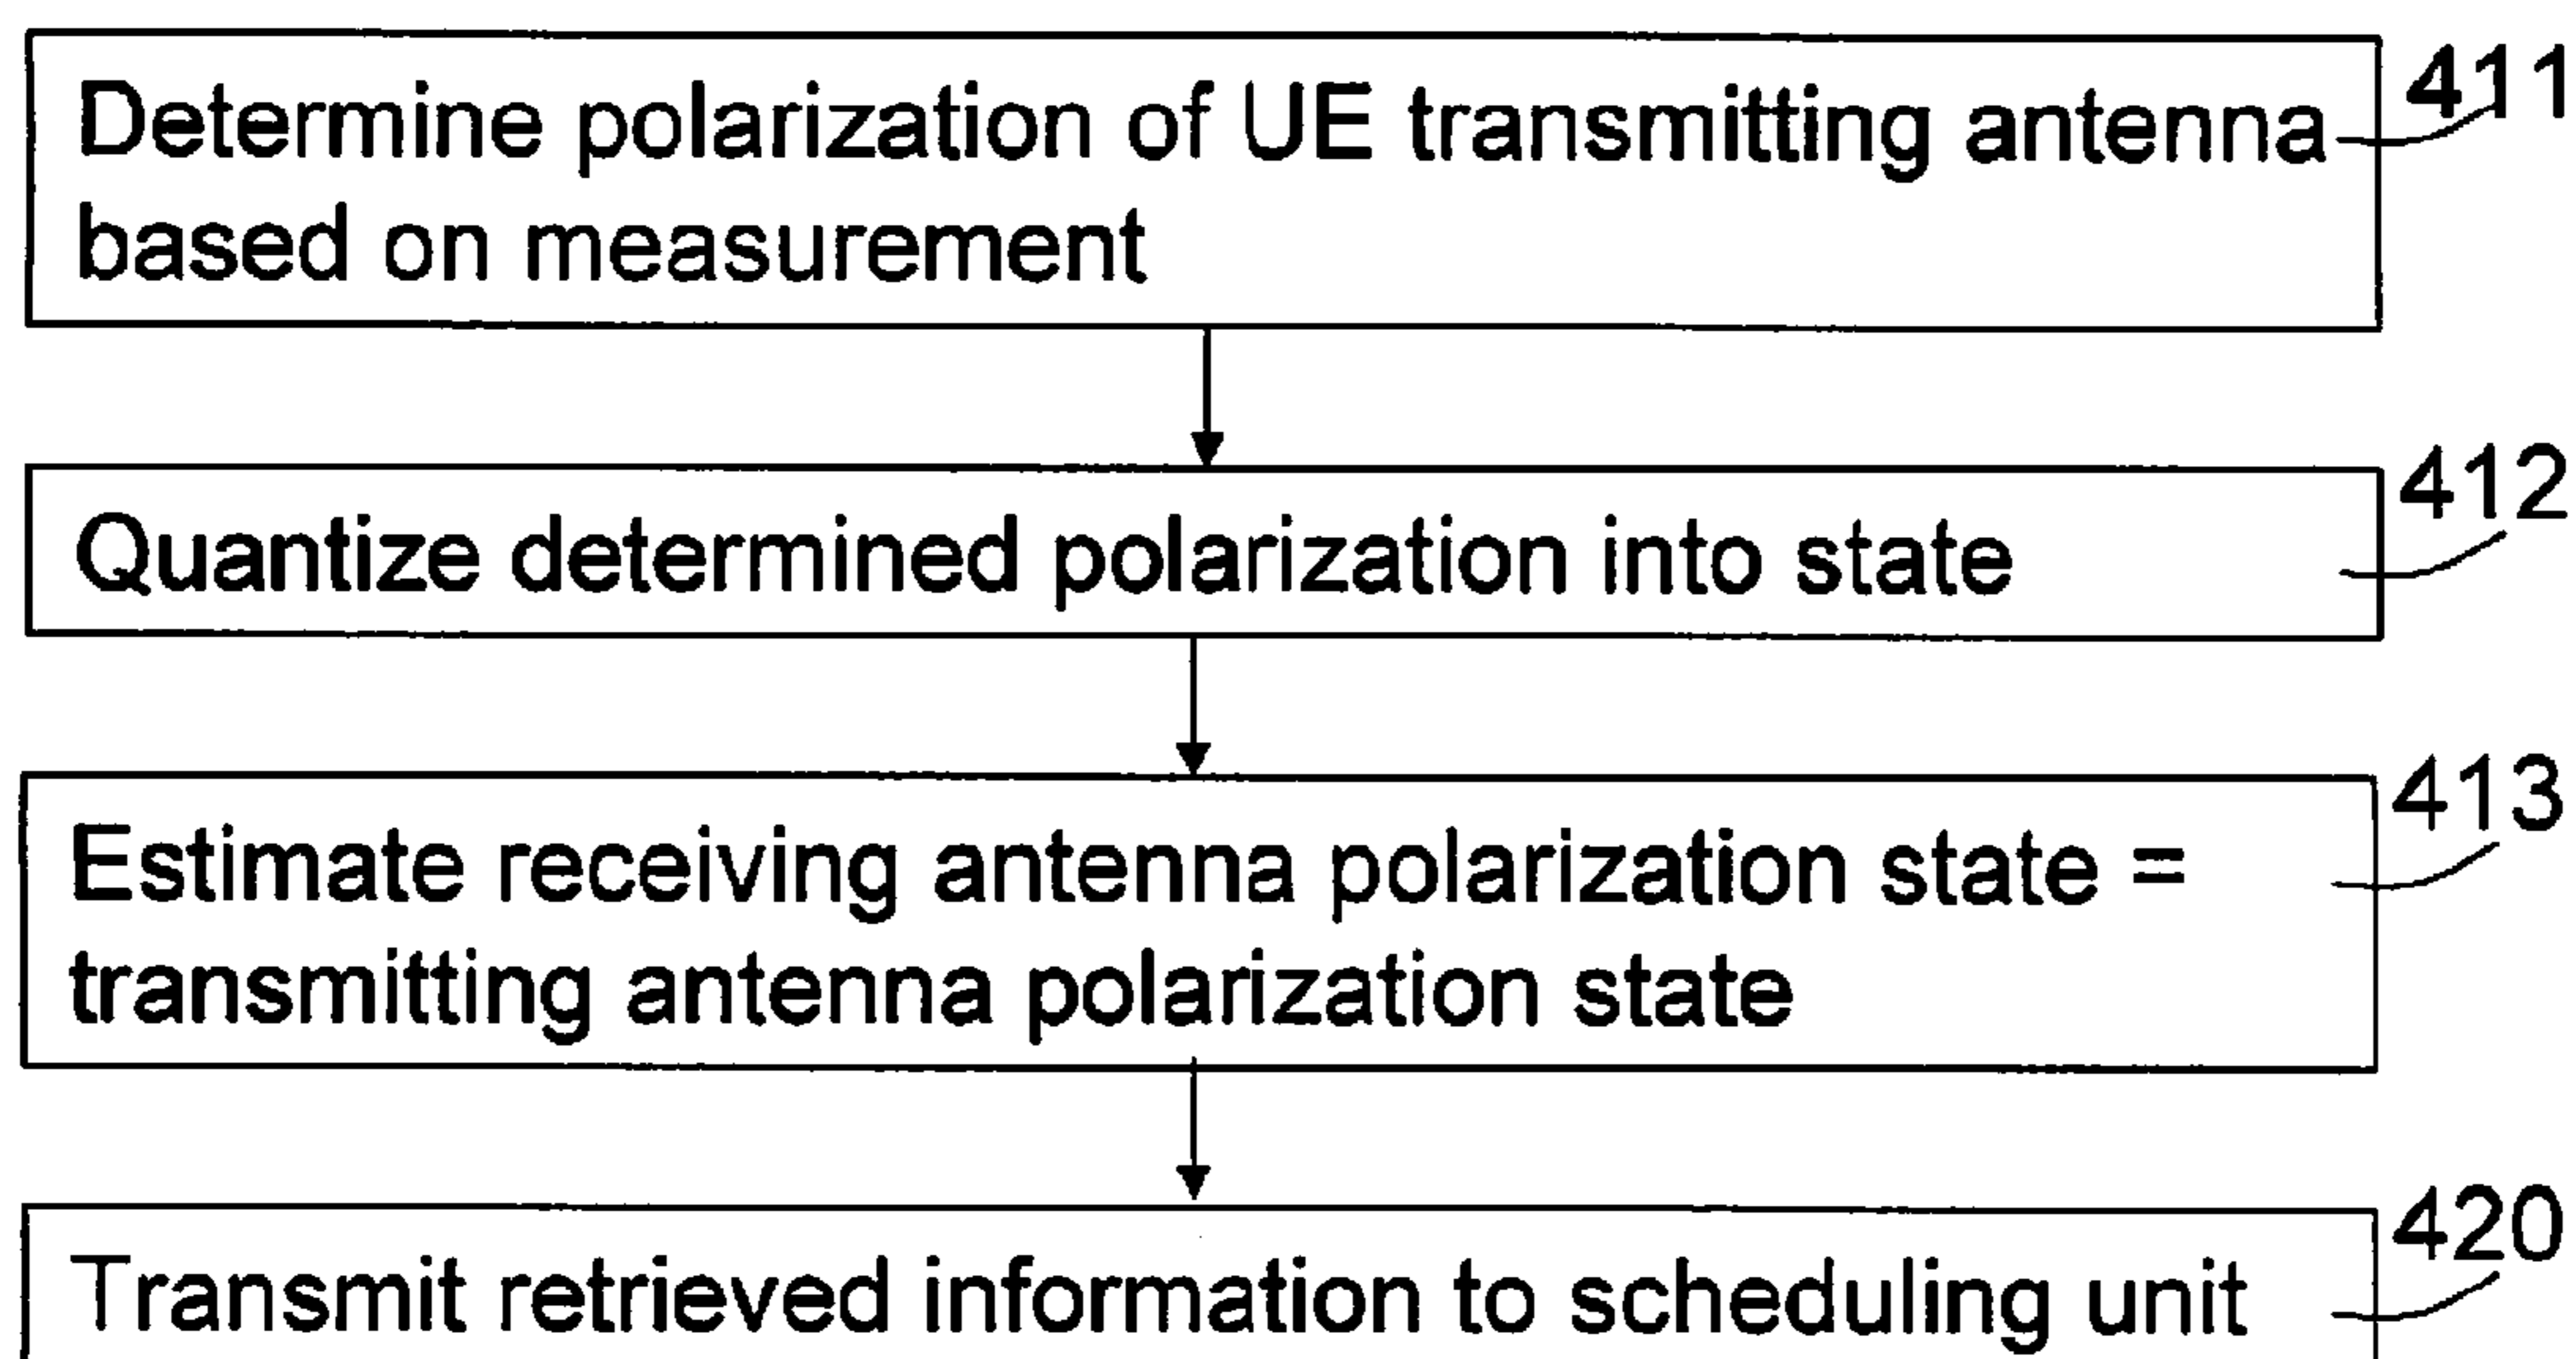 Determine polarization of UE transmitting antenna
based on measurement
411
Quantize determined polarization into state
412
Estimate receiving antenna polarization state =
transmitting antenna polarization state
413
Transmit retrieved information to scheduling unit
420